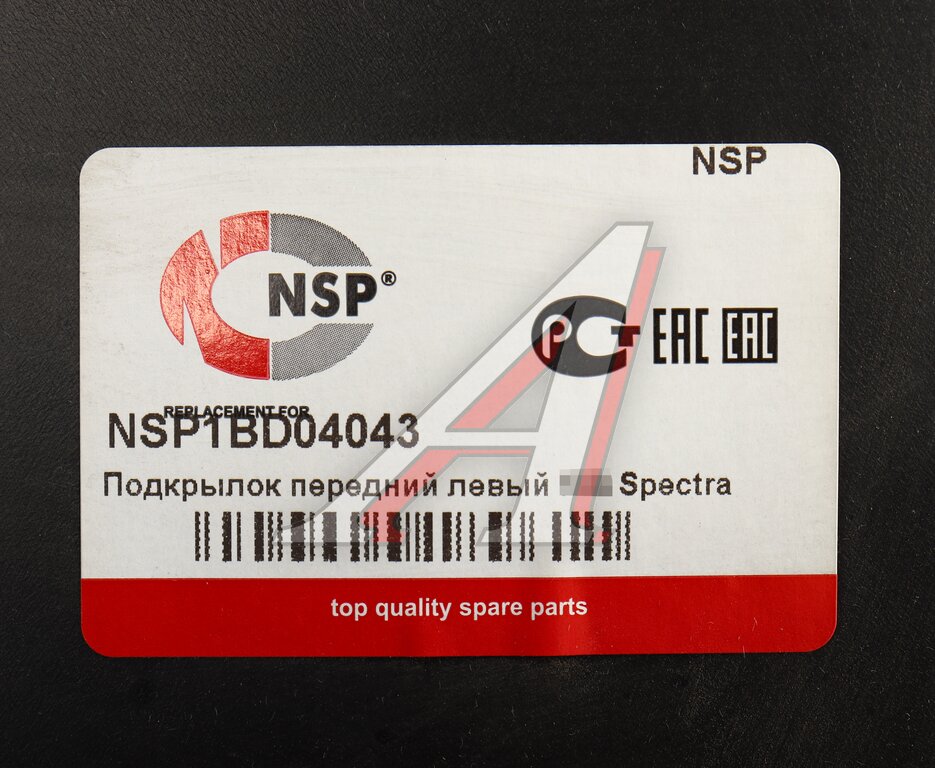 NSP
NSP®
РСТ EAC EAC
REPLACEMENT FOR
NSP1BD04043
Подкрылок передний левый Spectra
top quality spare parts